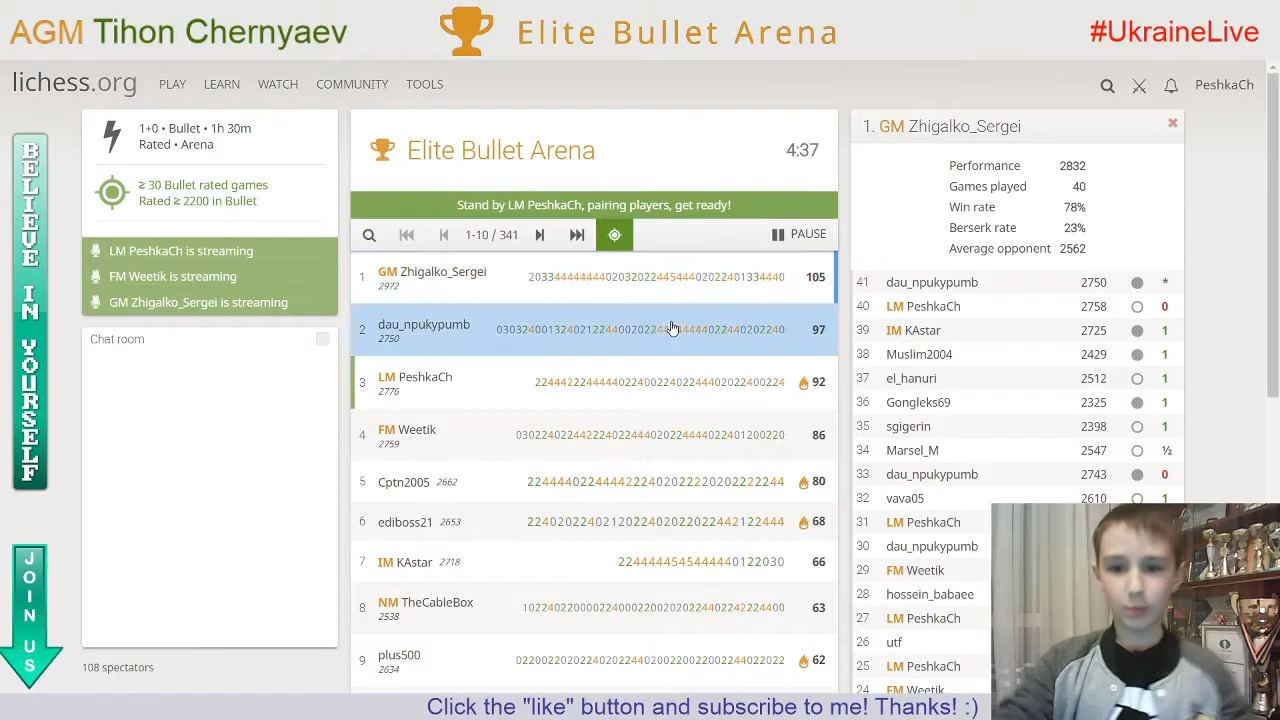 AGM Tihon Chernyaev
Elite Bullet Arena
#UkraineLive
lichess.org
PLAY
LEARN
WATCH
COMMUNITY
TOOLS
PeshkaCh
BELIEVE IN YOURSELF
JOIN US
1+0 • Bullet • 1h 30m
Rated • Arena
≥ 30 Bullet rated games
Rated ≥ 2200 in Bullet
LM PeshkaCh is streaming
FM Weetik is streaming
GM Zhigalko_Sergei is streaming
Chat room
108 spectators
Elite Bullet Arena
4:37
Stand by LM PeshkaCh, pairing players, get ready!
1-10 / 341
PAUSE
1 GM Zhigalko_Sergei 105
2972
2 dau_npukypumb 97
2750
3 LM PeshkaCh 92
2776
4 FM Weetik 86
2759
5 Cptn2005 2662 80
6 ediboss21 2653 68
7 IM KAstar 2718 66
8 NM TheCableBox 63
2538
9 plus500 62
2634
1. GM Zhigalko_Sergei
Performance 2832
Games played 40
Win rate 78%
Berserk rate 23%
Average opponent 2562
41 dau_npukypumb 2750 *
40 LM PeshkaCh 2758 0
39 IM KAstar 2725 1
38 Muslim2004 2429 1
37 el_hanuri 2512 1
36 Gongleks69 2325 1
35 sgigerin 2398 1
34 Marsel_M 2547 ½
33 dau_npukypumb 2743 0
32 vava05 2610 1
31 LM PeshkaCh
30 dau_npukypumb
29 FM Weetik
28 hossein_babaee
27 LM PeshkaCh
26 utf
25 LM PeshkaCh
24 FM Weetik
Click the "like" button and subscribe to me! Thanks! :)